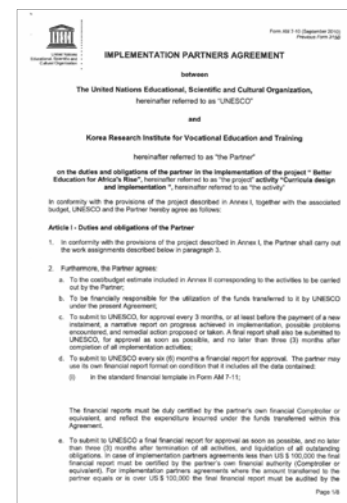 Form AM 7-10 (September 2010)
Previous Form
United Nations
Educational, Scientific and
Cultural Organization
IMPLEMENTATION PARTNERS AGREEMENT
between
The United Nations Educational, Scientific and Cultural Organization,
hereinafter referred to as "UNESCO"
and
Korea Research Institute for Vocational Education and Training
hereinafter referred to as "the Partner"
on the duties and obligations of the partner in the implementation of the project " Better
Education for Africa's Rise", hereinafter referred to as "the project" activity "Curricula design
and implementation ", hereinafter referred to as "the activity"
In conformity with the provisions of the project described in Annex I, together with the associated
budget, UNESCO and the Partner hereby agree as follows:
Article I - Duties and obligations of the Partner
1. In conformity with the provisions of the project described in Annex I, the Partner shall carry out
the work assignments described below in paragraph 3.
2. Furthermore, the Partner agrees:
a. To the cost/budget estimate included in Annex II corresponding to the activities to be carried
out by the Partner;
b. To be financially responsible for the utilization of the funds transferred to it by UNESCO
under the present Agreement;
c. To submit to UNESCO, for approval every 3 months, or at least before the payment of a new
instalment, a narrative report on progress achieved in implementation, possible problems
encountered, and remedial action proposed or taken. A final report shall also be submitted to
UNESCO, for approval as soon as possible, and no later than three (3) months after
completion of all implementation activities;
d. To submit to UNESCO every six (6) months a financial report for approval. The partner may
use its own financial report format on condition that it includes all the data contained:
(i) In the standard financial template in Form AM 7-11;
The financial reports must be duly certified by the partner's own financial Comptroller or
equivalent, and reflect the expenditure incurred under the funds transferred within this
Agreement.
e. To submit to UNESCO a final financial report for approval as soon as possible, and no later
than three (3) months after termination of all activities, and liquidation of all outstanding
obligations. In case of implementation partners agreements less than US $ 100,000 the final
financial report must be certified by the partner's own financial authority (Comptroller or
equivalent). For implementation partners agreements where the amount transferred to the
partner equals or is over US $ 100,000 the final financial report must be audited by the
Page 1/8